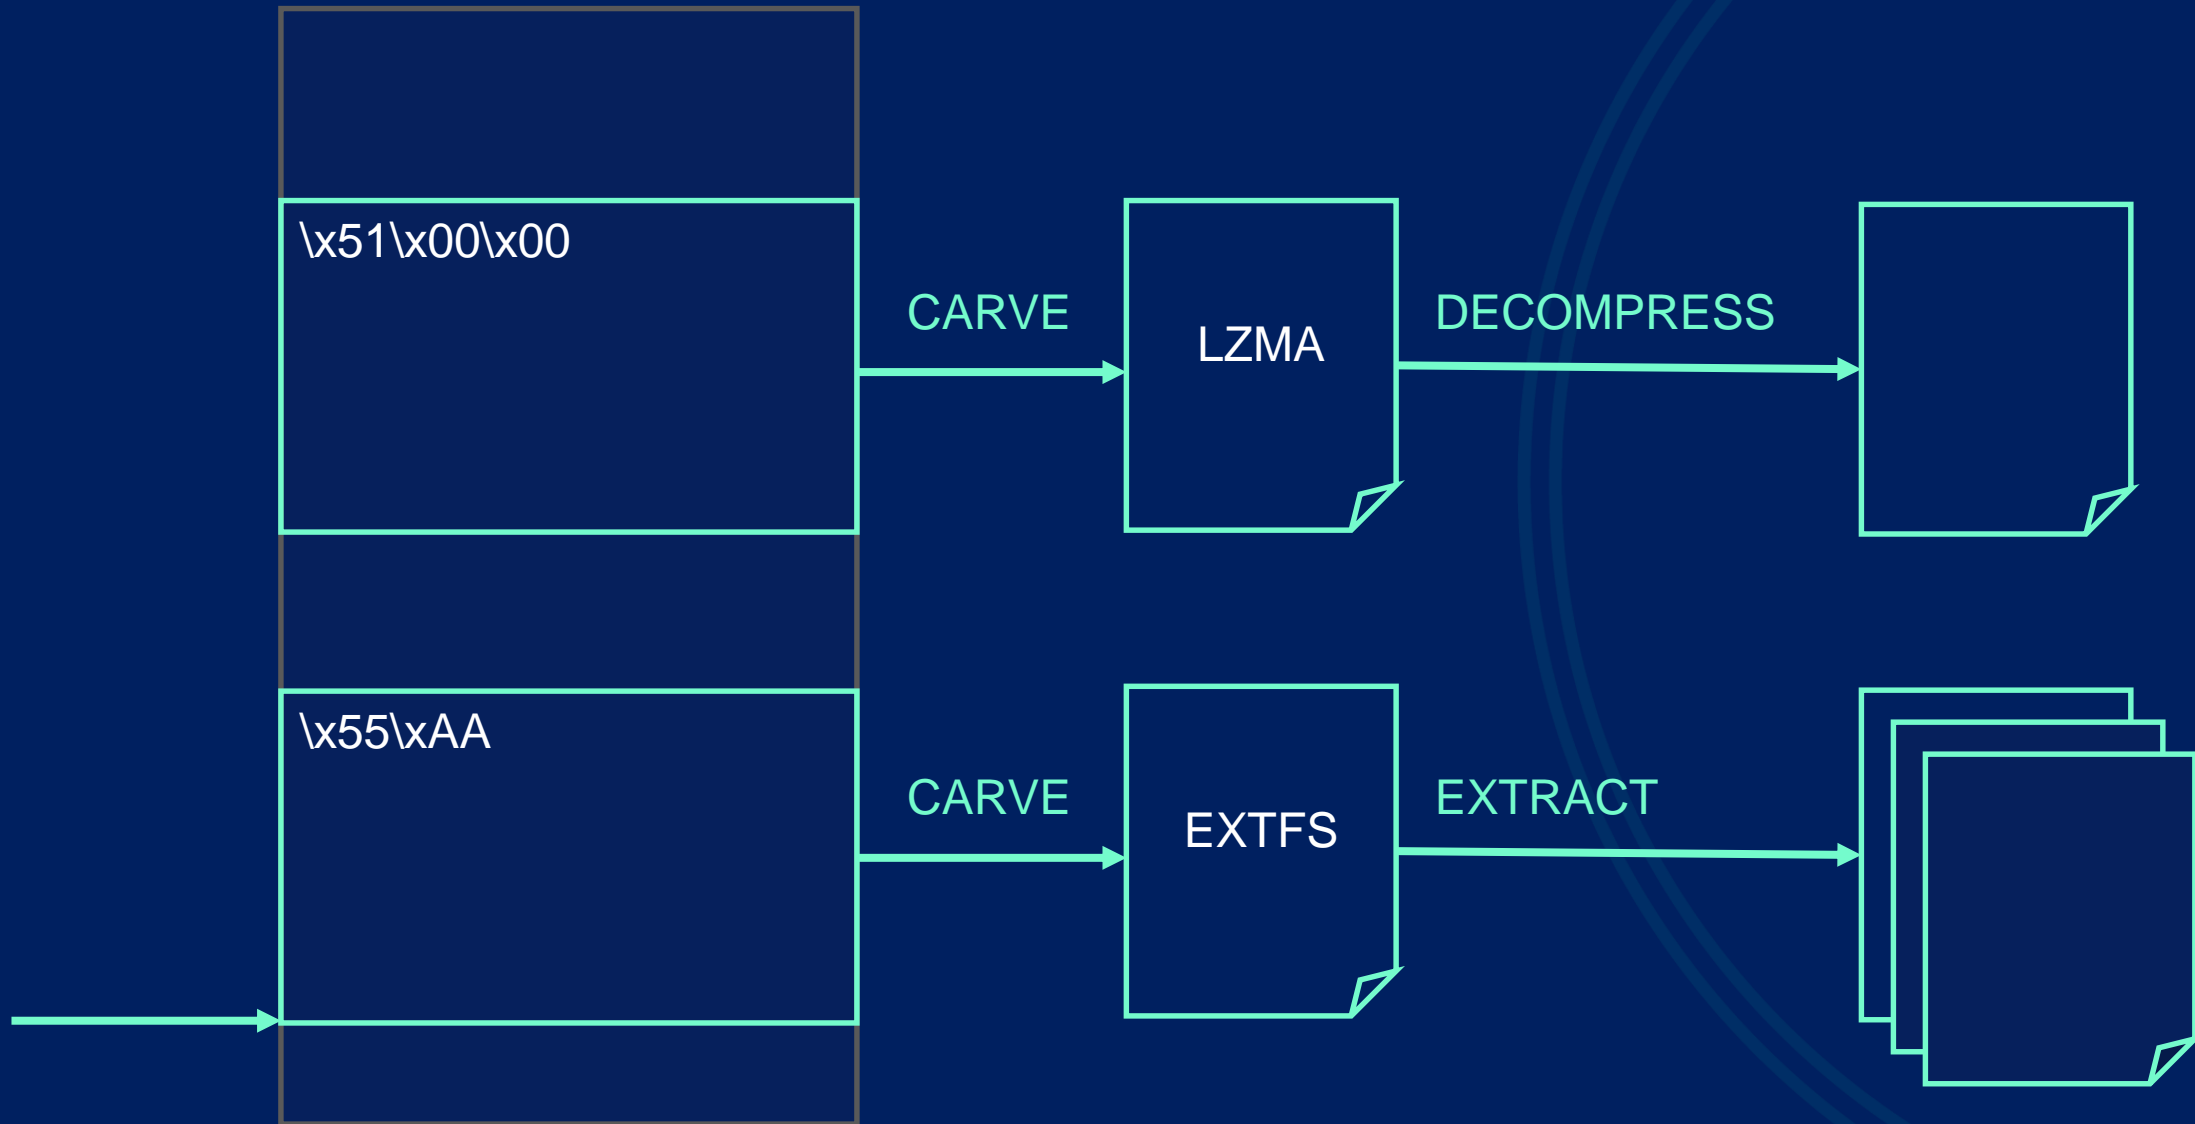 \x51\x00\x00
CARVE
LZMA
DECOMPRESS
\x55\xAA
CARVE
EXTFS
EXTRACT